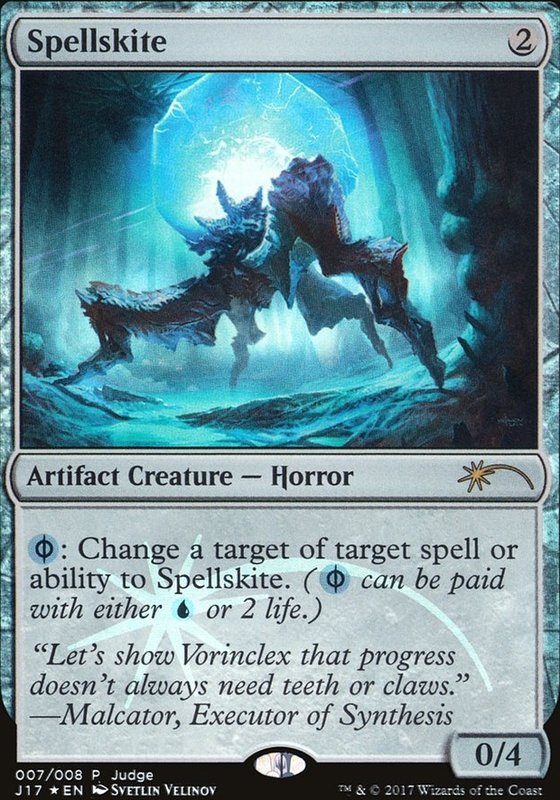 Spellskite 2
Artifact Creature — Horror
Φ: Change a target of target spell or
ability to Spellskite. (Φ can be paid
with either 💧 or 2 life.)
“Let’s show Vorinclex that progress
doesn’t always need teeth or claws.”
—Malcator, Executor of Synthesis
0/4
007/008 P Judge
J17 ★ EN Svetlin Velinov
™ & © 2017 Wizards of the Coast